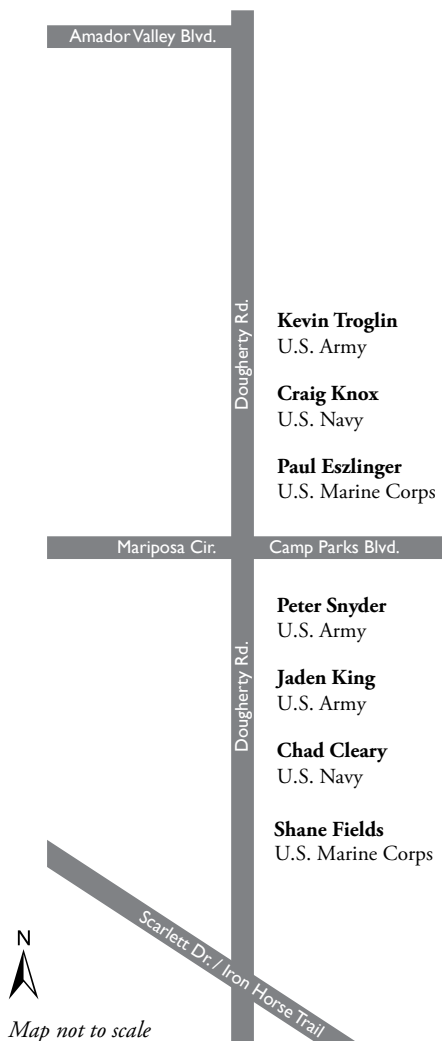 Amador Valley Blvd.
Dougherty Rd.
Kevin Troglin
U.S. Army
Craig Knox
U.S. Navy
Paul Eszlinger
U.S. Marine Corps
Mariposa Cir.
Camp Parks Blvd.
Dougherty Rd.
Peter Snyder
U.S. Army
Jaden King
U.S. Army
Chad Cleary
U.S. Navy
Shane Fields
U.S. Marine Corps
Scarlett Dr. / Iron Horse Trail
N
Map not to scale